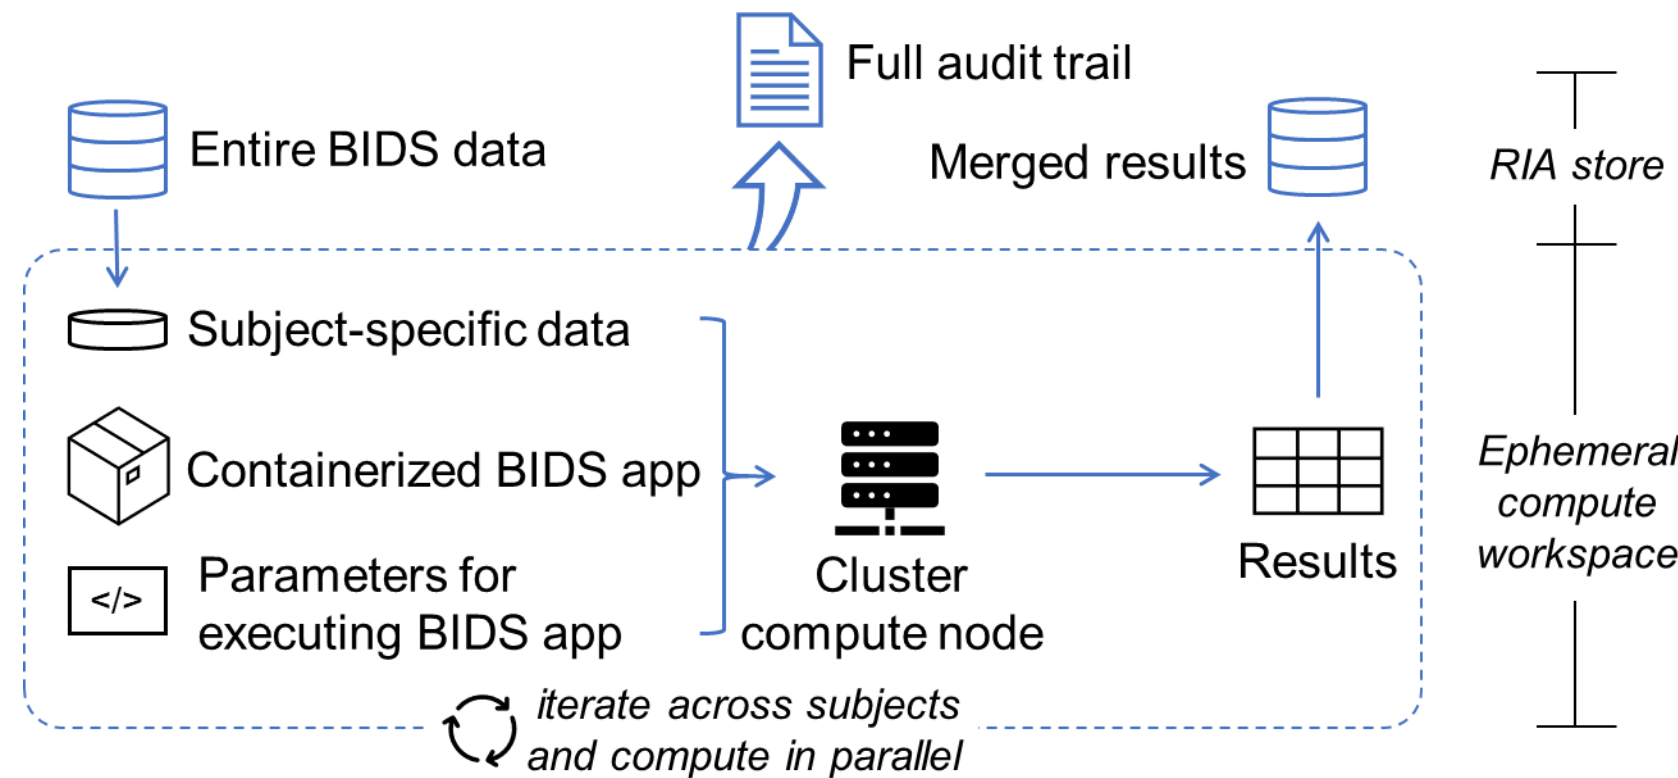 Full audit trail
Entire BIDS data
Merged results
RIA store
Subject-specific data
Containerized BIDS app
</>
Parameters for
executing BIDS app
Cluster
compute node
Results
Ephemeral
compute
workspace
iterate across subjects
and compute in parallel